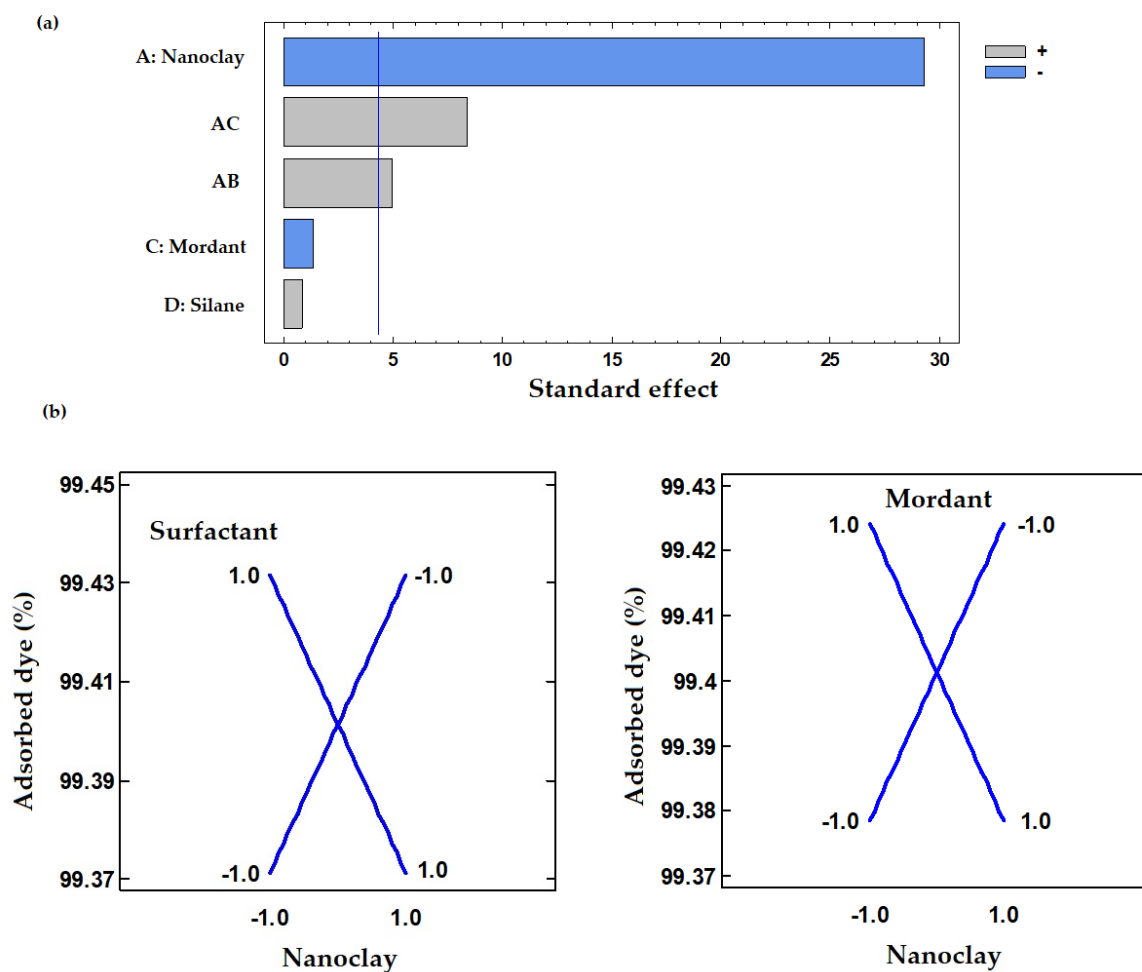 (a)
A: Nanoclay
AC
AB
C: Mordant
D: Silane
+
-
0 5 10 15 20 25 30
Standard effect
(b)
99.45
99.43
99.41
99.39
99.37
Adsorbed dye (%)
Surfactant
1.0 -1.0
-1.0 1.0
-1.0 1.0
Nanoclay
99.43
99.42
99.41
99.4
99.39
99.38
99.37
Adsorbed dye (%)
Mordant
1.0 -1.0
-1.0 1.0
-1.0 1.0
Nanoclay